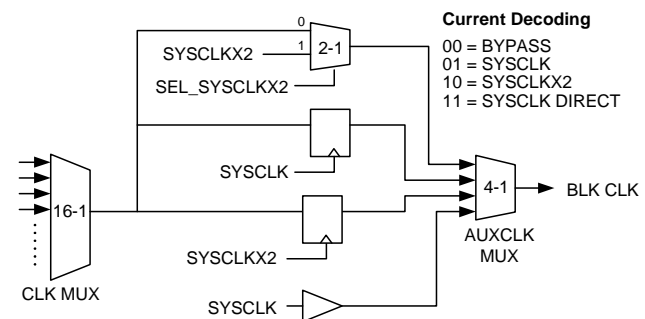 Current Decoding
00 = BYPASS
01 = SYSCLK
10 = SYSCLKX2
11 = SYSCLK DIRECT
0
1
SYSCLKX2
2-1
SEL_SYSCLKX2
SYSCLK
16-1
CLK MUX
SYSCLKX2
SYSCLK
4-1
BLK CLK
AUXCLK
MUX